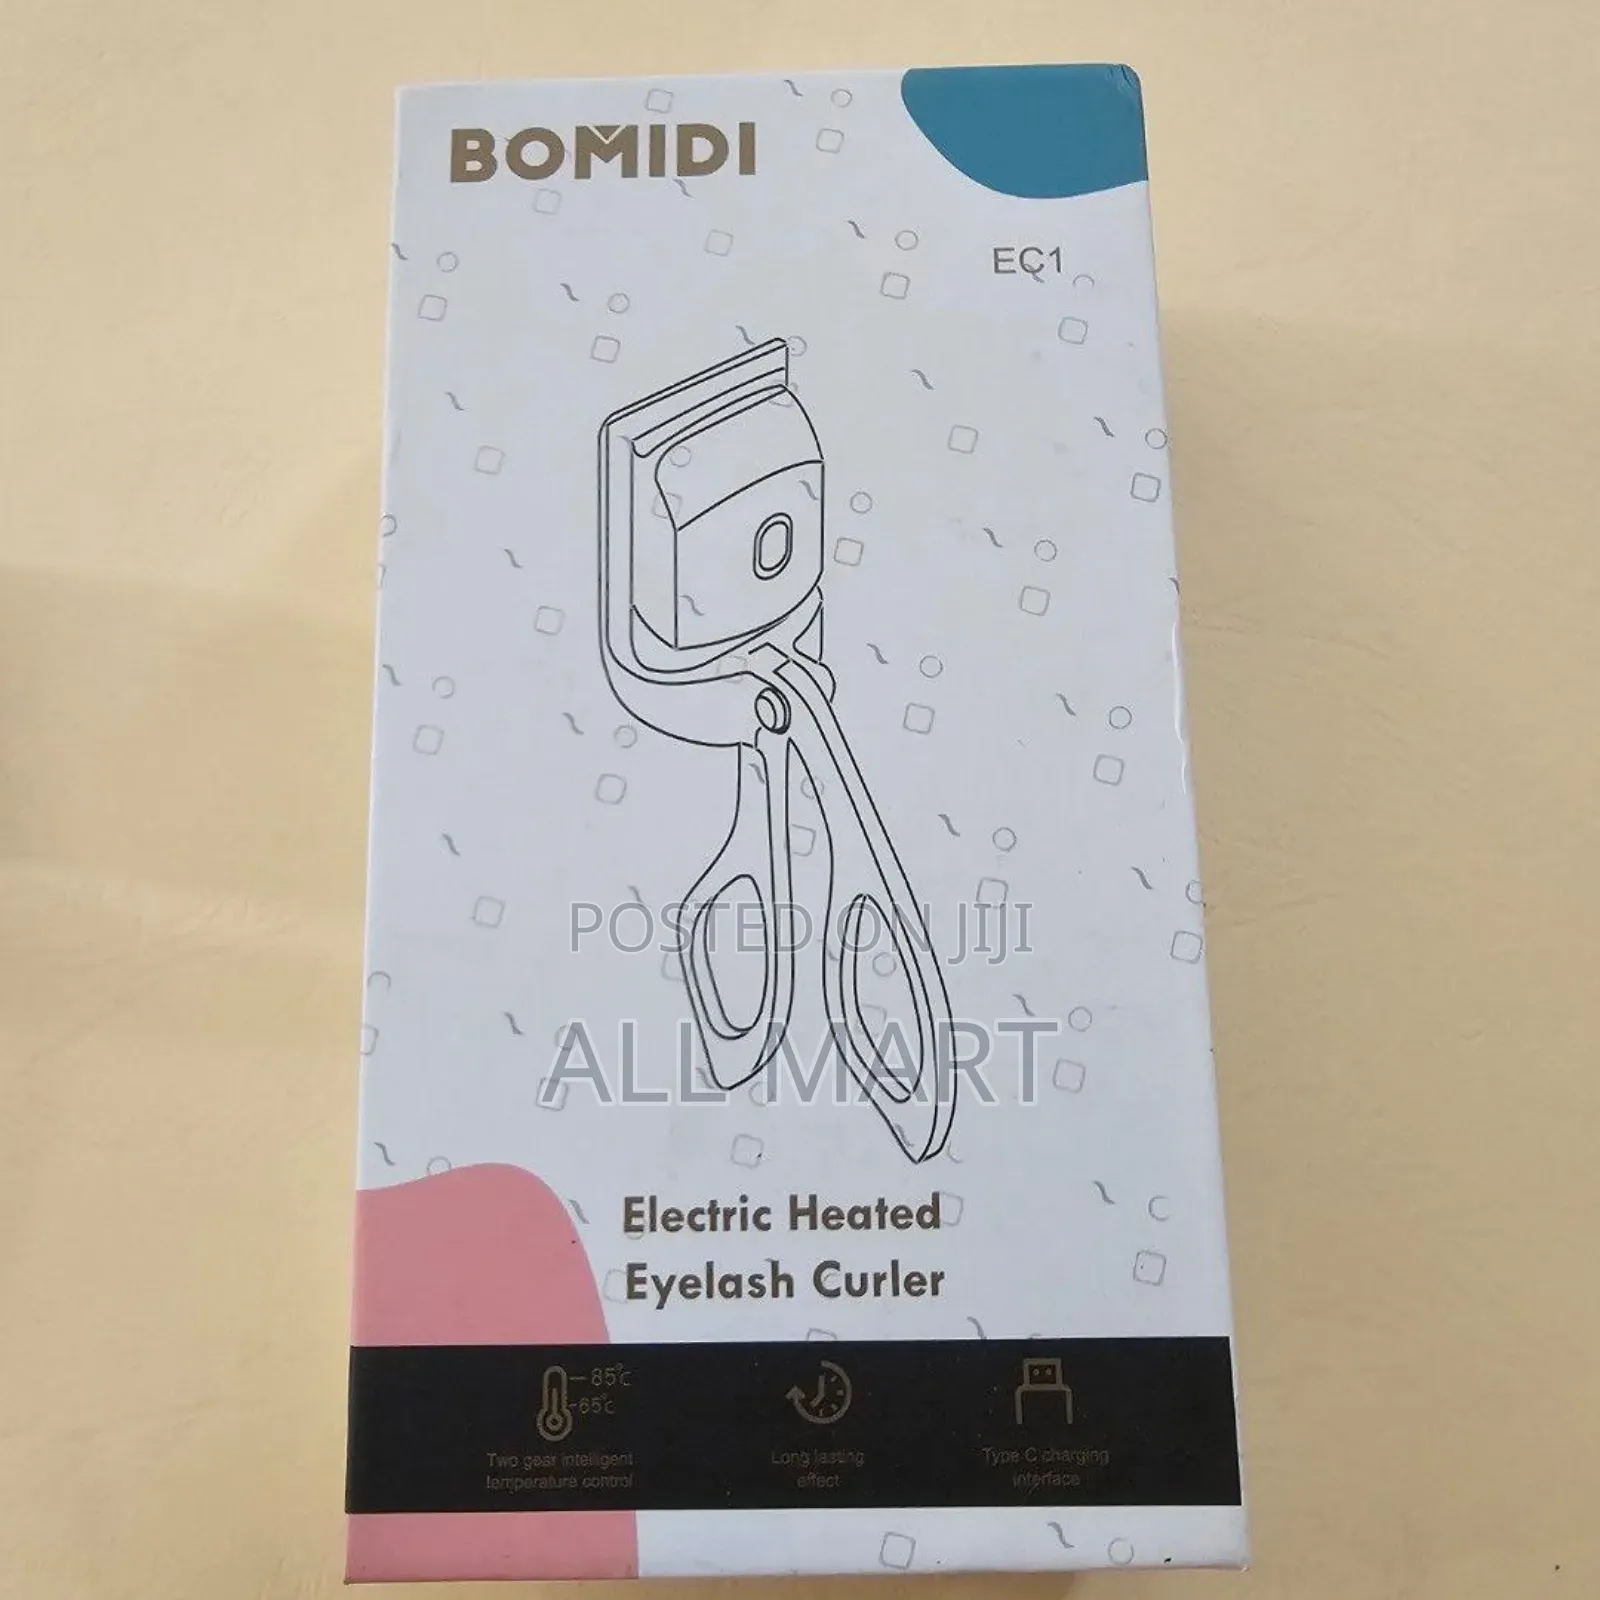 BOMIDI
EC1
POSTED ON JIJI
ALL MART
Electric Heated
Eyelash Curler
85°C
65°C
Two gear intelligent
temperature control
Long lasting
effect
Type C charging
interface